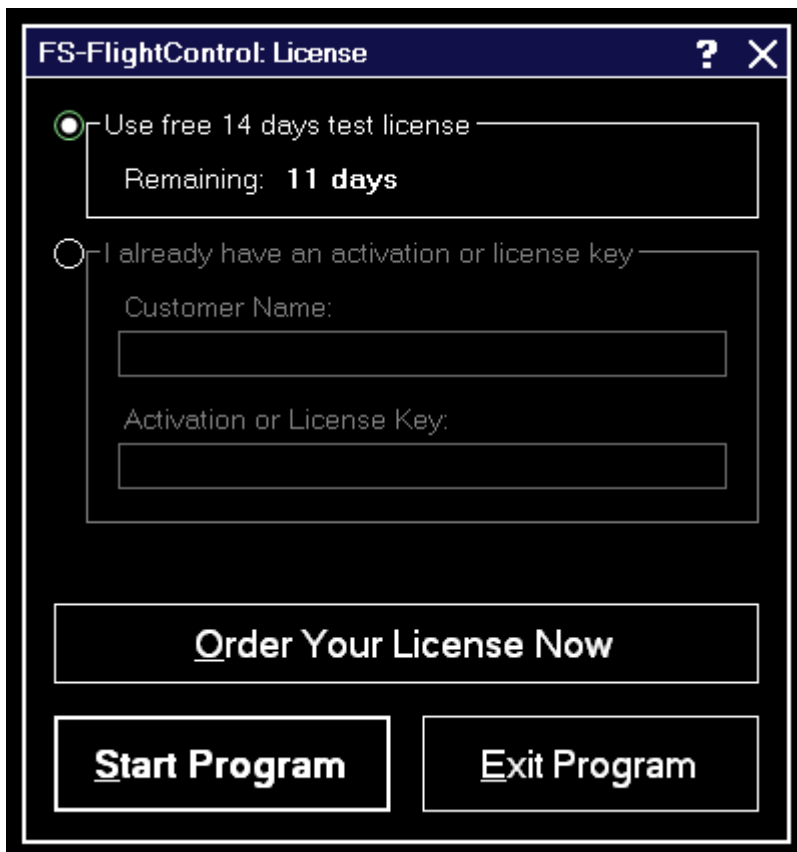 FS-FlightControl: License ? X
Use free 14 days test license
Remaining: 11 days
I already have an activation or license key
Customer Name:
Activation or License Key:
Order Your License Now
Start Program
Exit Program